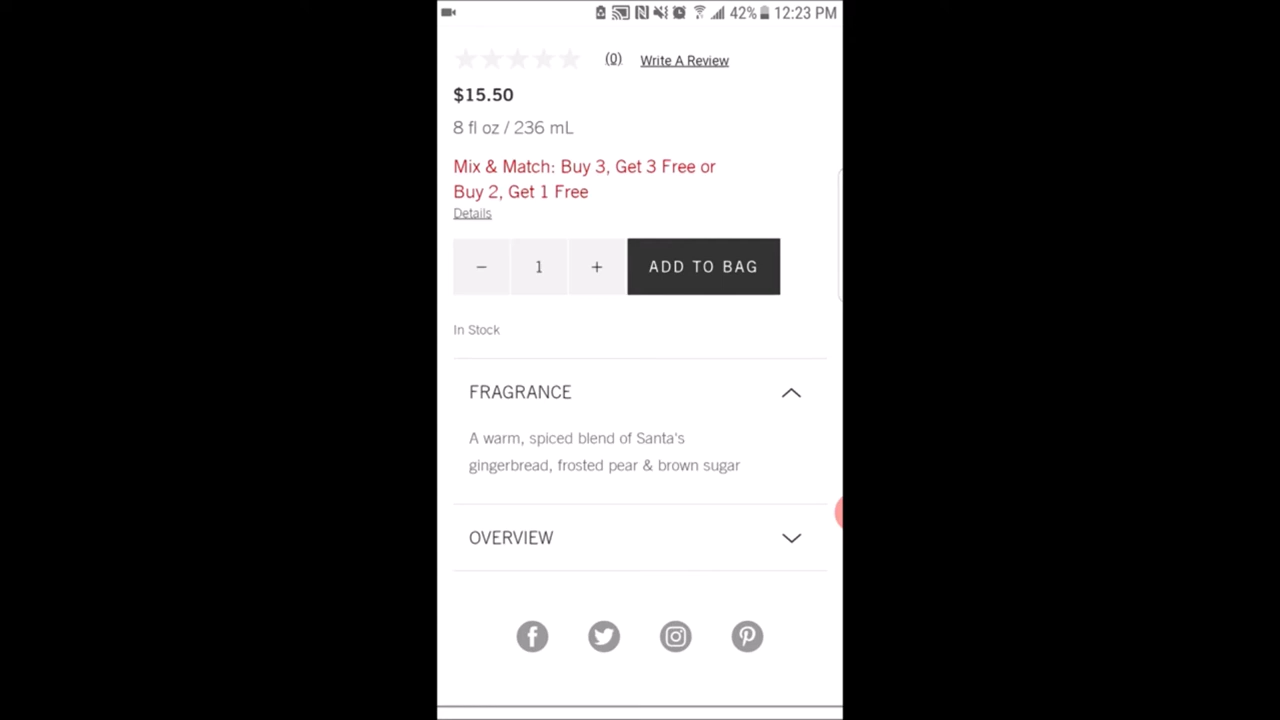 42% 12:23 PM
(0) Write A Review
$15.50
8 fl oz / 236 mL
Mix & Match: Buy 3, Get 3 Free or
Buy 2, Get 1 Free
Details
− 1 + ADD TO BAG
In Stock
FRAGRANCE
A warm, spiced blend of Santa's
gingerbread, frosted pear & brown sugar
OVERVIEW